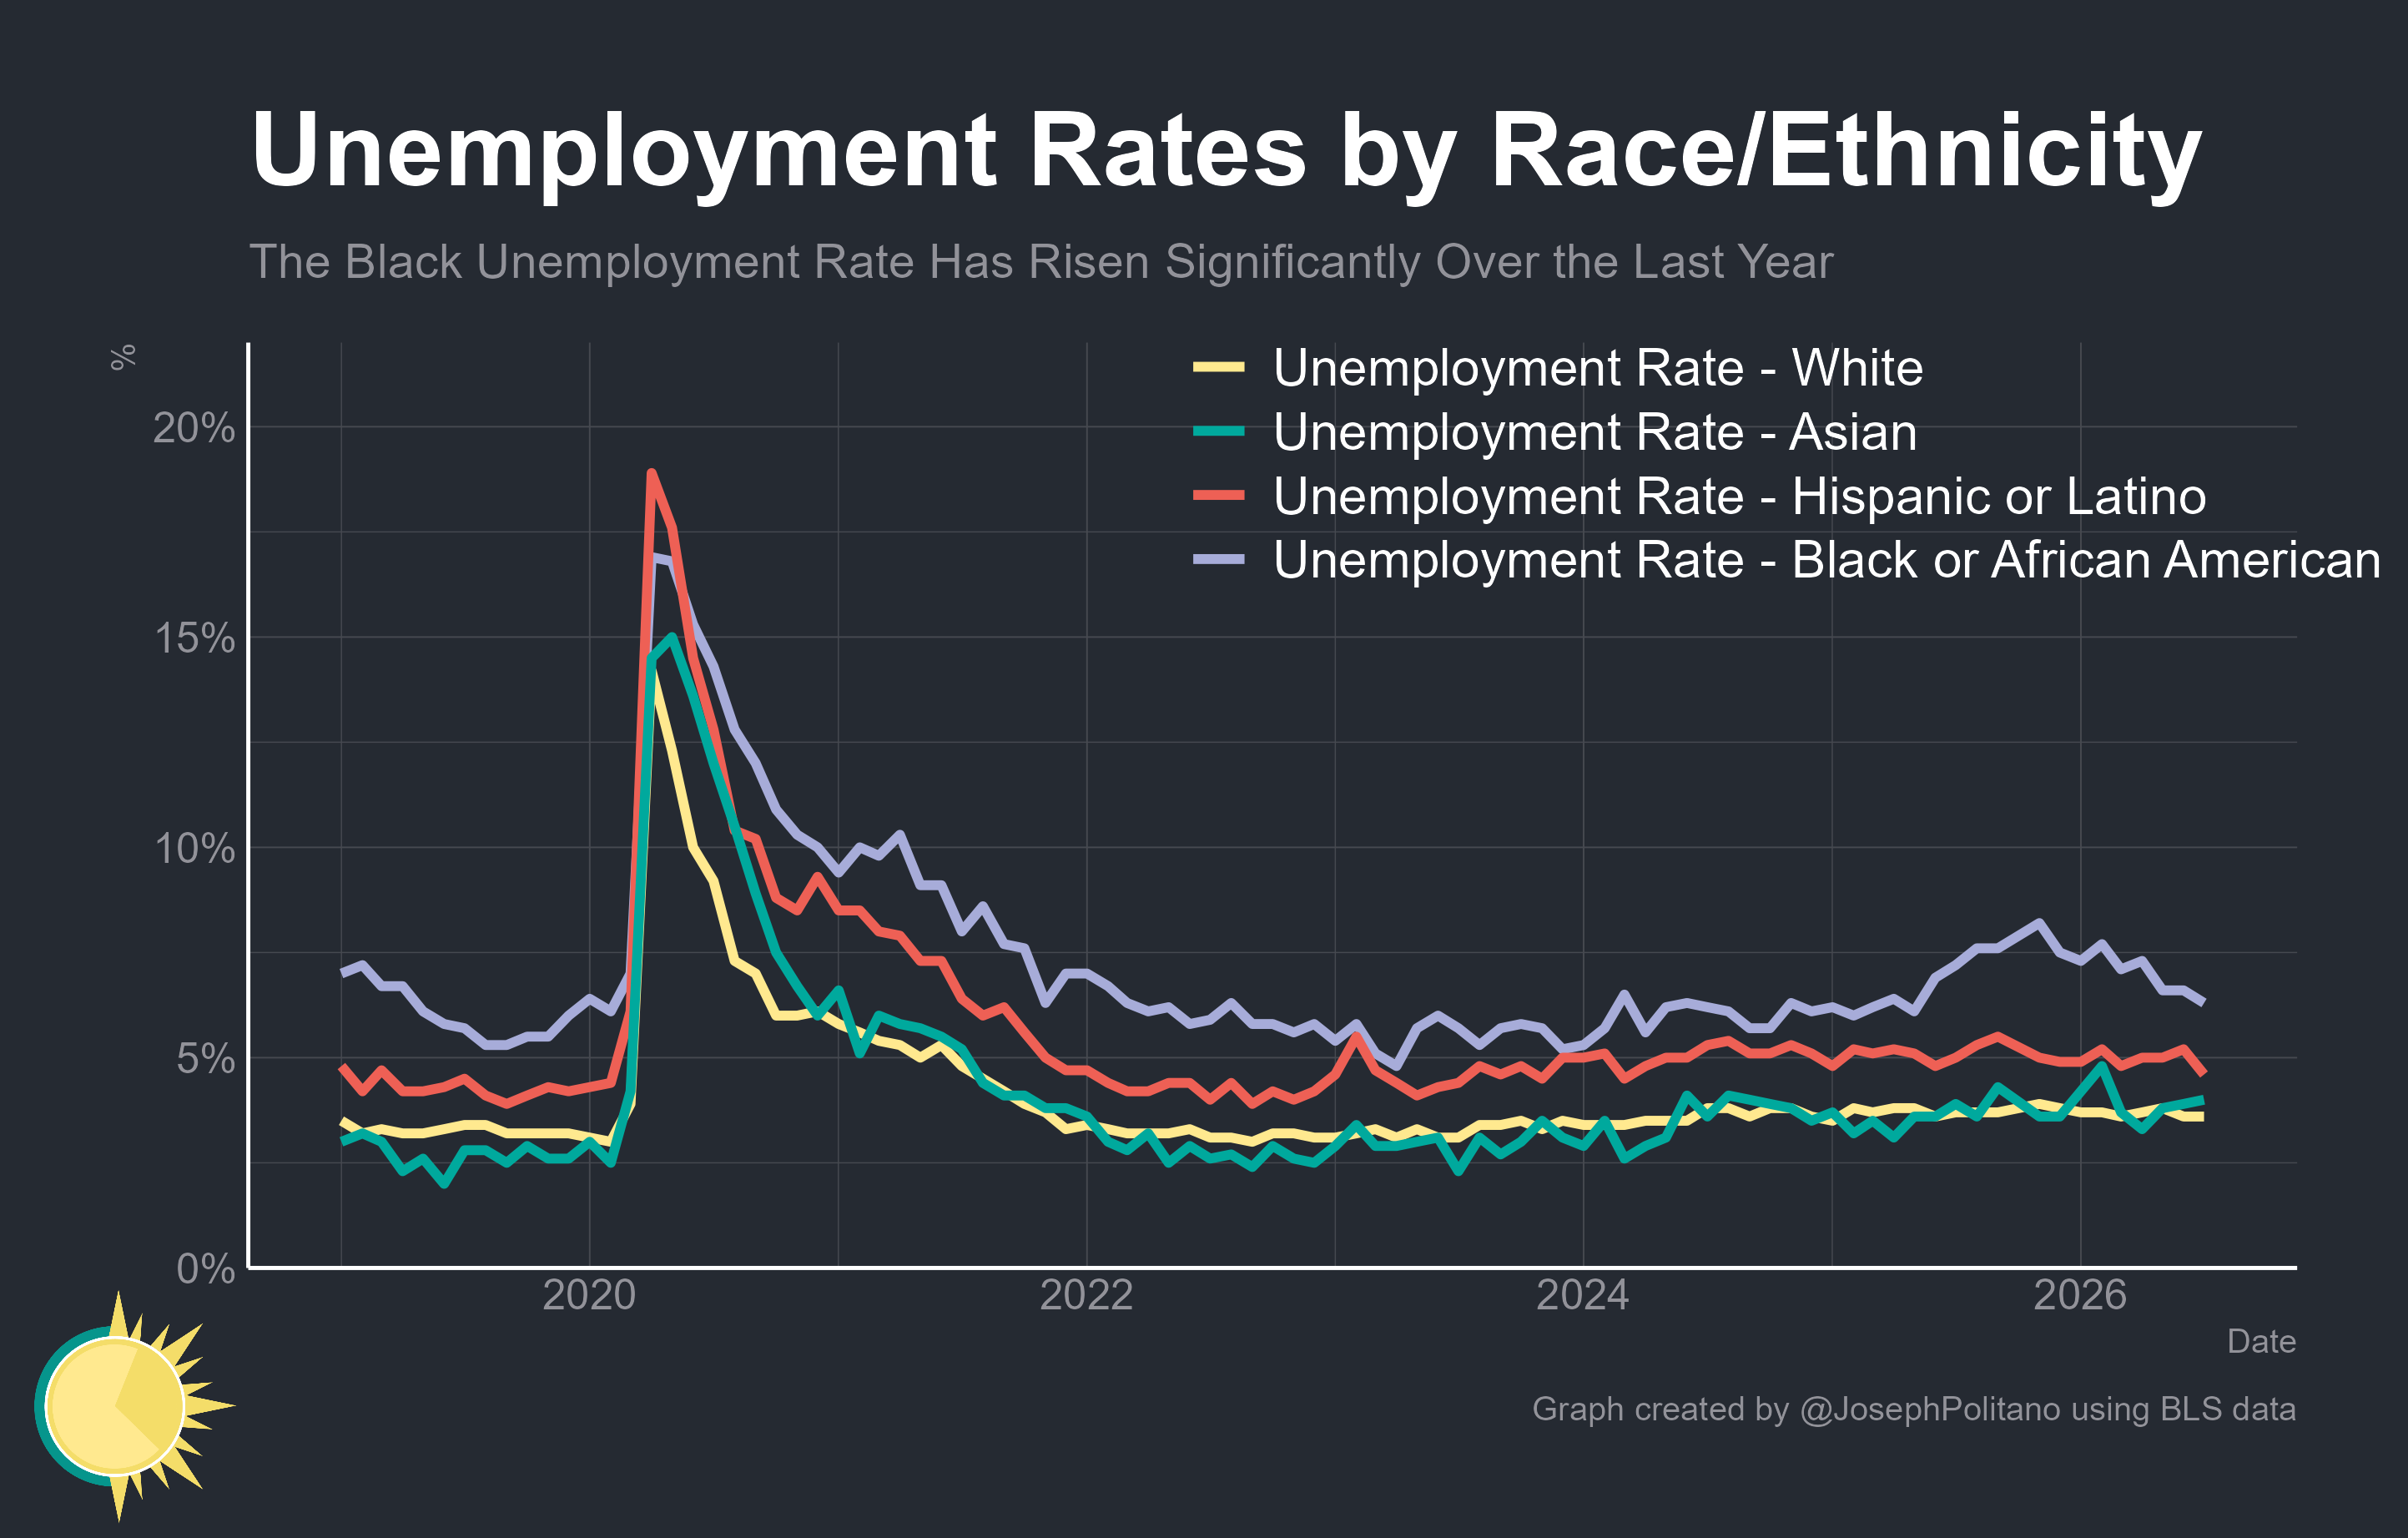 Unemployment Rates by Race/Ethnicity
The Black Unemployment Rate Has Risen Significantly Over the Last Year
%
Unemployment Rate - White
Unemployment Rate - Asian
Unemployment Rate - Hispanic or Latino
Unemployment Rate - Black or African American
20%
15%
10%
5%
0%
2020 2022 2024 2026
Date
Graph created by @JosephPolitano using BLS data